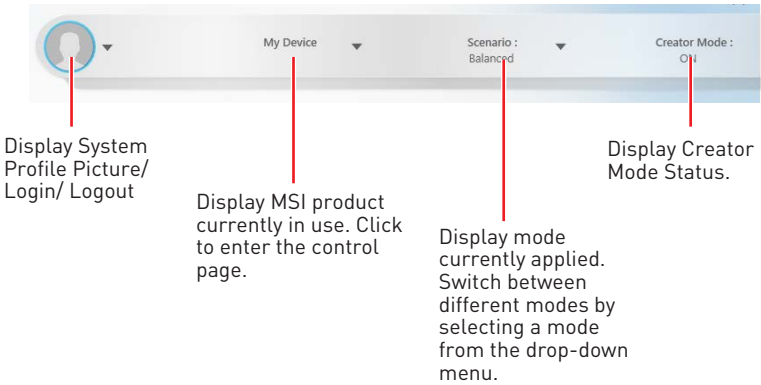 My Device
Scenario :
Balanced
Creator Mode :
ON
Display System
Profile Picture/
Login/ Logout
Display MSI product
currently in use. Click
to enter the control
page.
Display mode
currently applied.
Switch between
different modes by
selecting a mode
from the drop-down
menu.
Display Creator
Mode Status.